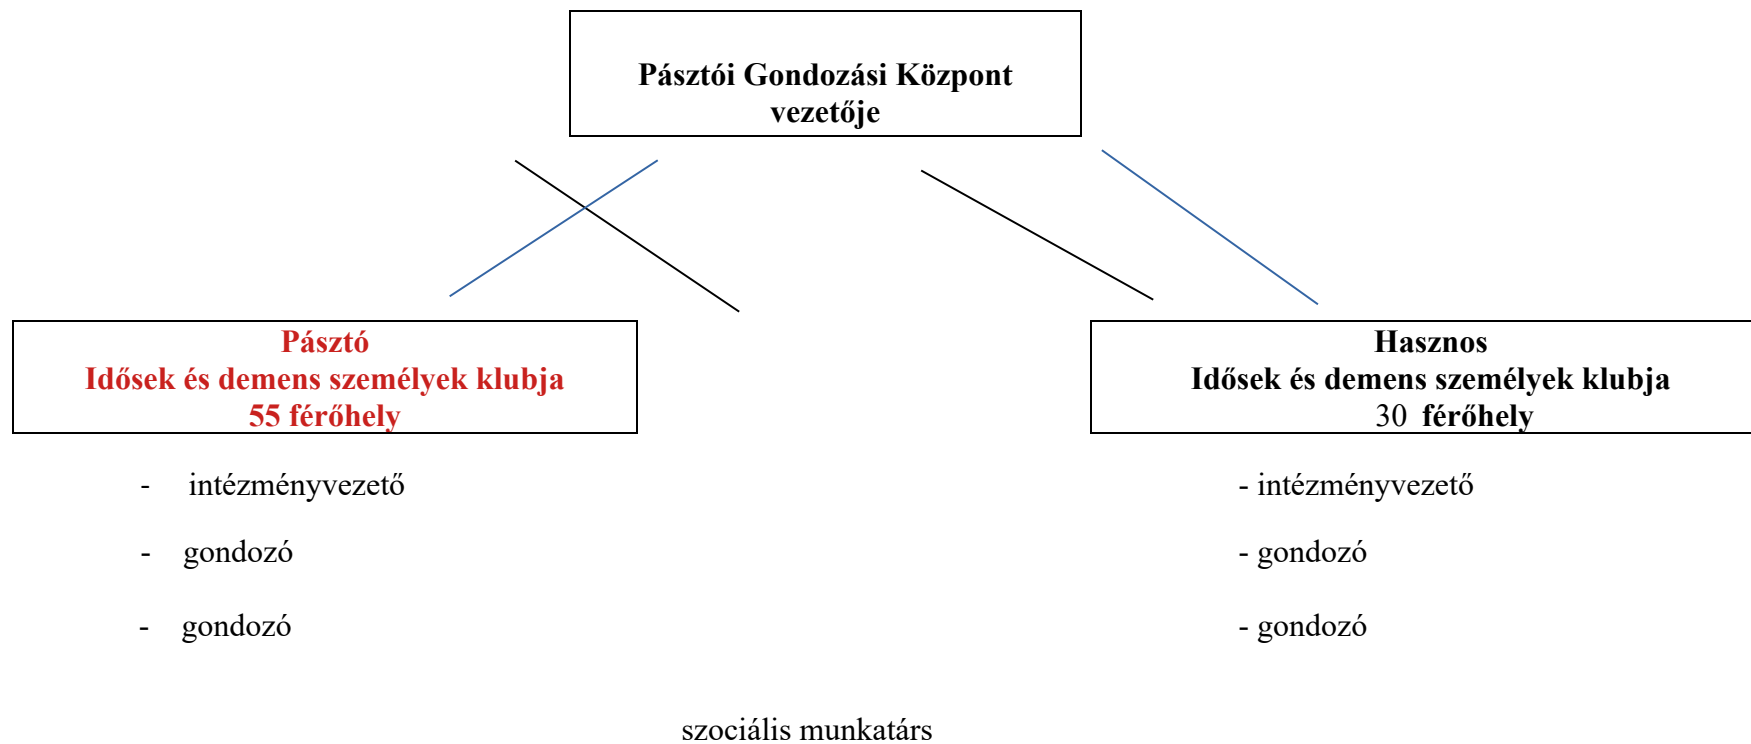 Pásztói Gondozási Központ
vezetője
Pásztó
Idősek és demens személyek klubja
55 férőhely
Hasznos
Idősek és demens személyek klubja
30 férőhely
- intézményvezető
- gondozó
- gondozó
- intézményvezető
- gondozó
- gondozó
szociális munkatárs